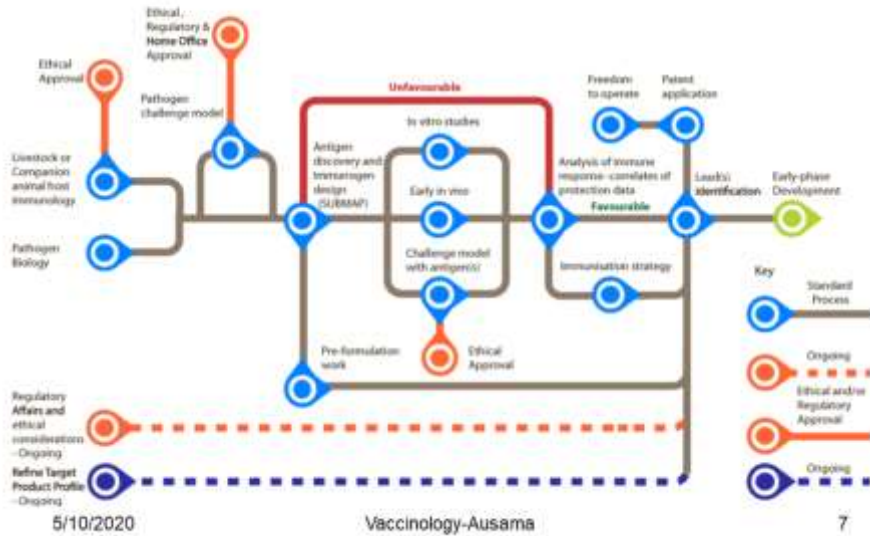 Ethical
Approval
Ethical,
Regulatory &
Home Office
Approval
Livestock or
Companion
animal host
immunology
Pathogen
challenge model
Pathogen
Biology
Unfavourable
Antigen
discovery and
Immunogen
design
(SUBMAP)
In vitro studies
Early in vivo
Challenge model
with antigen(s)
Ethical
Approval
Pre-formulation
work
Freedom
to operate
Patent
application
Analysis of immune
response- correlates of
protection data
Favourable
Immunisation strategy
Lead(s)
identification
Early-phase
Development
Key
Standard
Process
Ongoing
Ethical and/or
Regulatory
Approval
Ongoing
Regulatory
Affairs and
ethical
considerations
- Ongoing
Refine Target
Product Profile
- Ongoing
5/10/2020
Vaccinology-Ausama
7